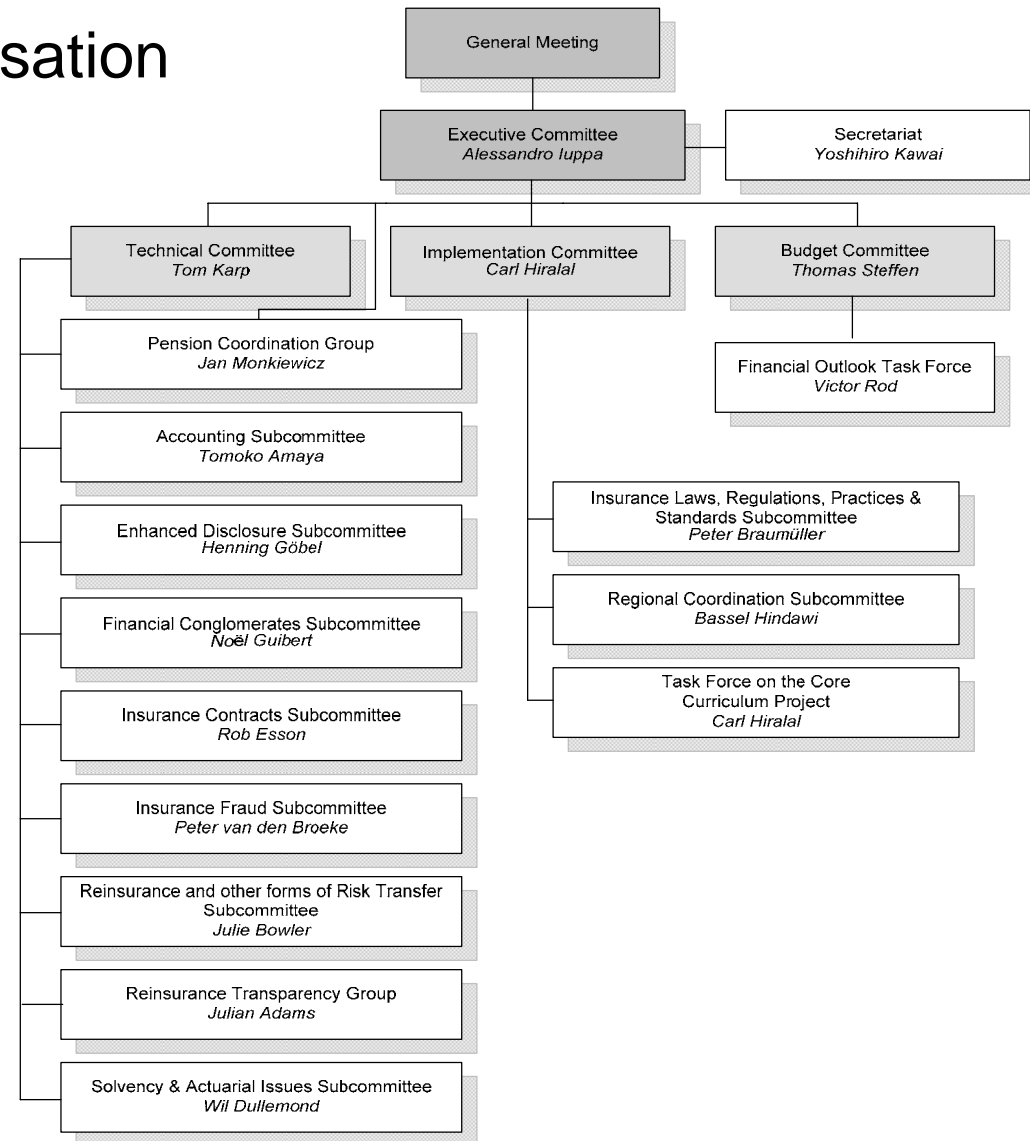 sation
General Meeting
Executive Committee
Alessandro Iuppa
Secretariat
Yoshihiro Kawai
Technical Committee
Tom Karp
Implementation Committee
Carl Hiralal
Budget Committee
Thomas Steffen
Pension Coordination Group
Jan Monkiewicz
Accounting Subcommittee
Tomoko Amaya
Enhanced Disclosure Subcommittee
Henning Göbel
Financial Conglomerates Subcommittee
Noël Guibert
Insurance Contracts Subcommittee
Rob Esson
Insurance Fraud Subcommittee
Peter van den Broeke
Reinsurance and other forms of Risk Transfer
Subcommittee
Julie Bowler
Reinsurance Transparency Group
Julian Adams
Solvency & Actuarial Issues Subcommittee
Wil Dullemond
Insurance Laws, Regulations, Practices &
Standards Subcommittee
Peter Braumüller
Regional Coordination Subcommittee
Bassel Hindawi
Task Force on the Core
Curriculum Project
Carl Hiralal
Financial Outlook Task Force
Victor Rod